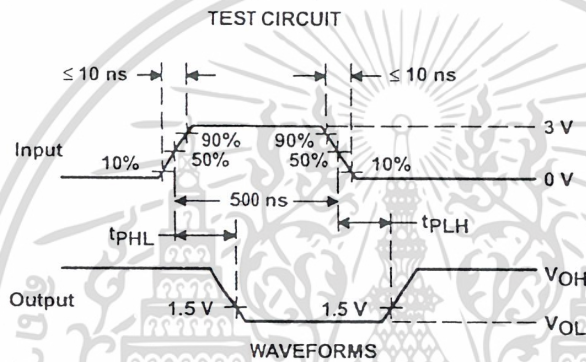 TEST CIRCUIT
≤ 10 ns ≤ 10 ns
3 V
90% 90%
Input 50% 50%
10% 10%
0 V
500 ns
tPHL tPLH
VOH
Output 1.5 V 1.5 V
VOL
WAVEFORMS